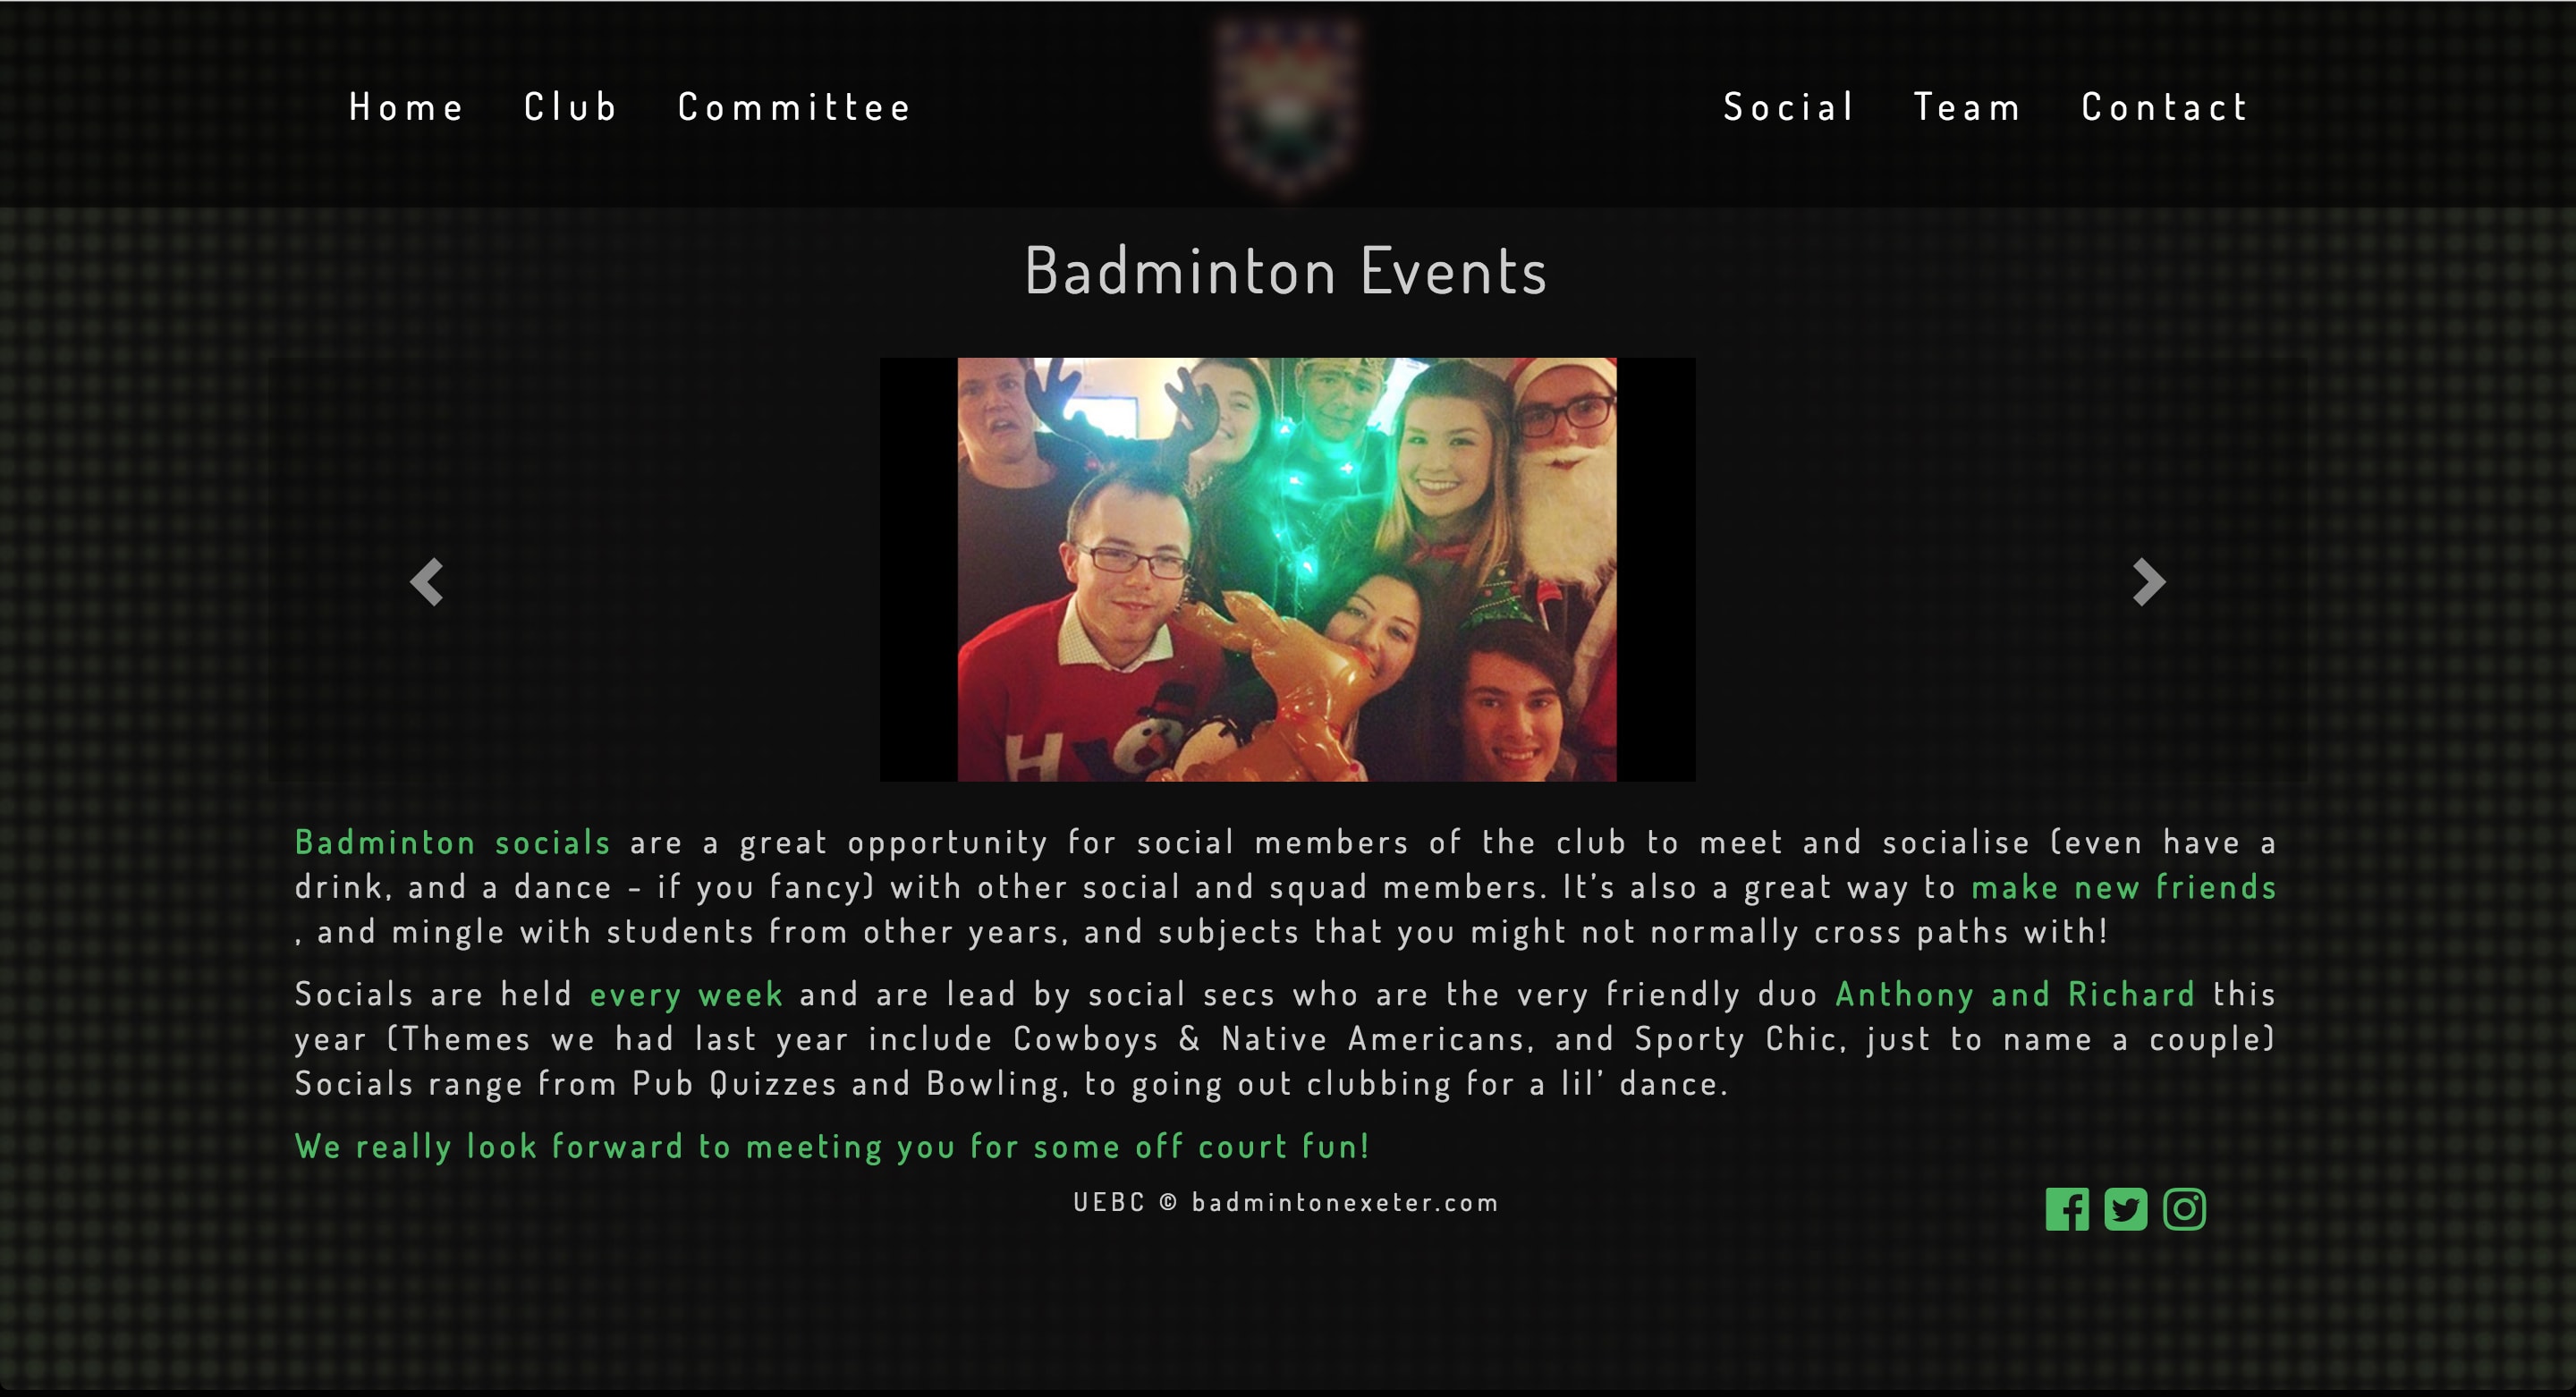 Home Club Committee Social Team Contact
Badminton Events
H
Badminton socials are a great opportunity for social members of the club to meet and socialise (even have a
drink, and a dance - if you fancy) with other social and squad members. It's also a great way to make new friends
, and mingle with students from other years, and subjects that you might not normally cross paths with!
Socials are held every week and are lead by social secs who are the very friendly duo Anthony and Richard this
year (Themes we had last year include Cowboys & Native Americans, and Sporty Chic, just to name a couple)
Socials range from Pub Quizzes and Bowling, to going out clubbing for a lil' dance.
We really look forward to meeting you for some off court fun!
UEBC © badmintonexeter.com